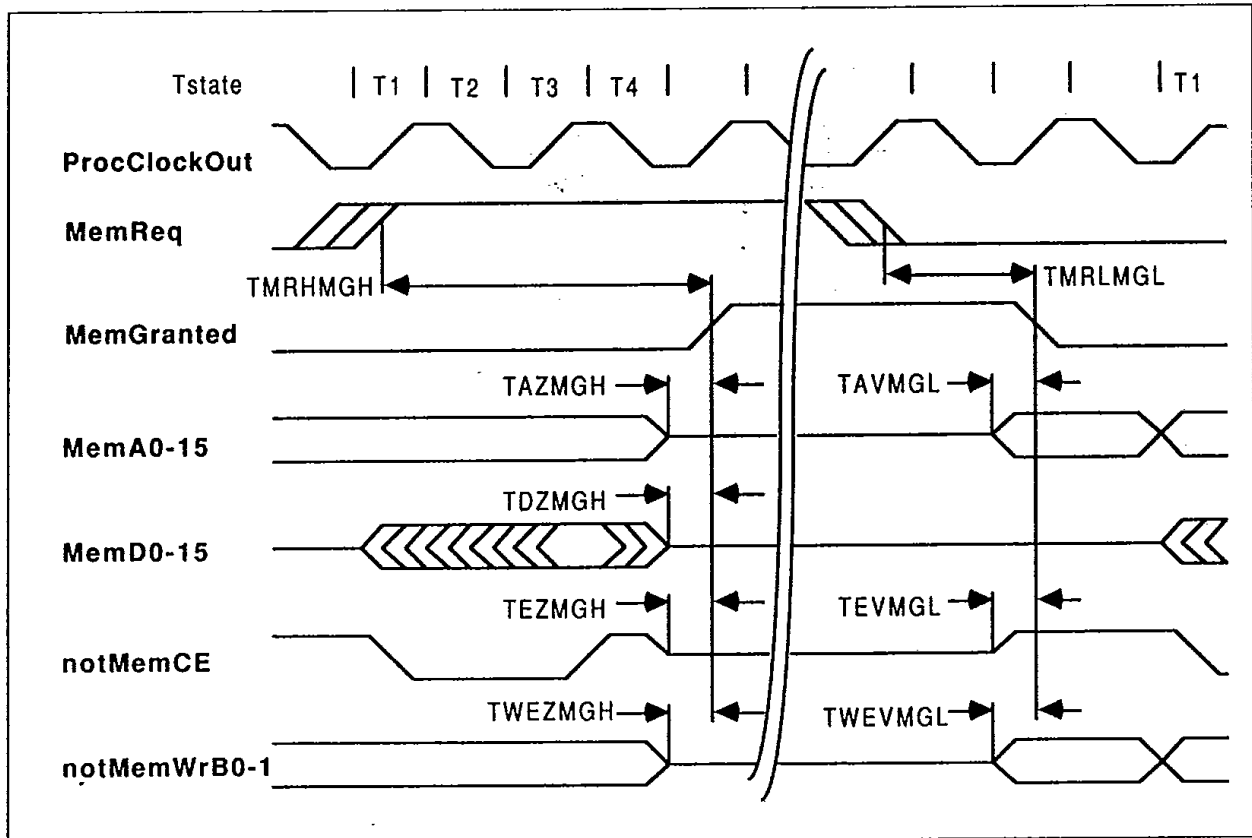 Tstate T1 T2 T3 T4 T1
ProcClockOut
MemReq
TMRHMGH TMRLMGL
MemGranted
TAZMGH TAVMGL
MemA0-15
TDZMGH
MemD0-15
TEZMGH TEVMGL
notMemCE
TWEZMGH TWEVMGL
notMemWrB0-1